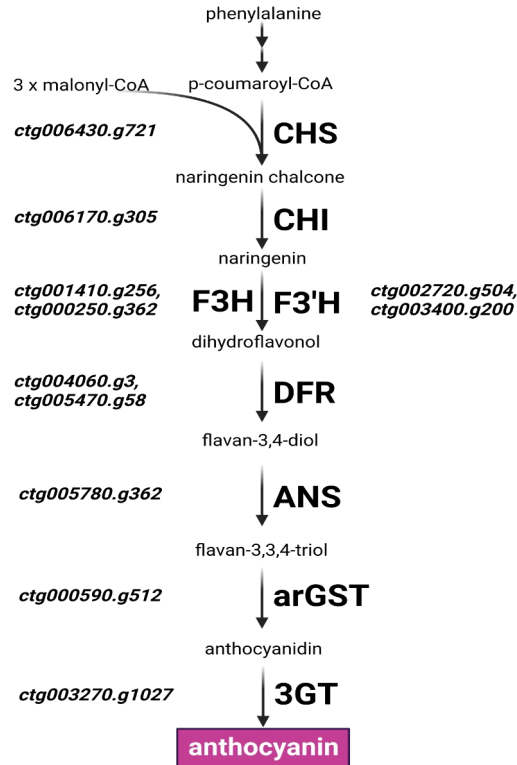 phenylalanine
3 x malonyl-CoA p-coumaroyl-CoA
ctg006430.g721 CHS
naringenin chalcone
ctg006170.g305 CHI
naringenin
ctg001410.g256,
ctg000250.g362
F3H F3'H
ctg002720.g504,
ctg003400.g200
dihydroflavonol
ctg004060.g3,
ctg005470.g58
DFR
flavan-3,4-diol
ctg005780.g362 ANS
flavan-3,3,4-triol
ctg000590.g512 arGST
anthocyanidin
ctg003270.g1027 3GT
anthocyanin